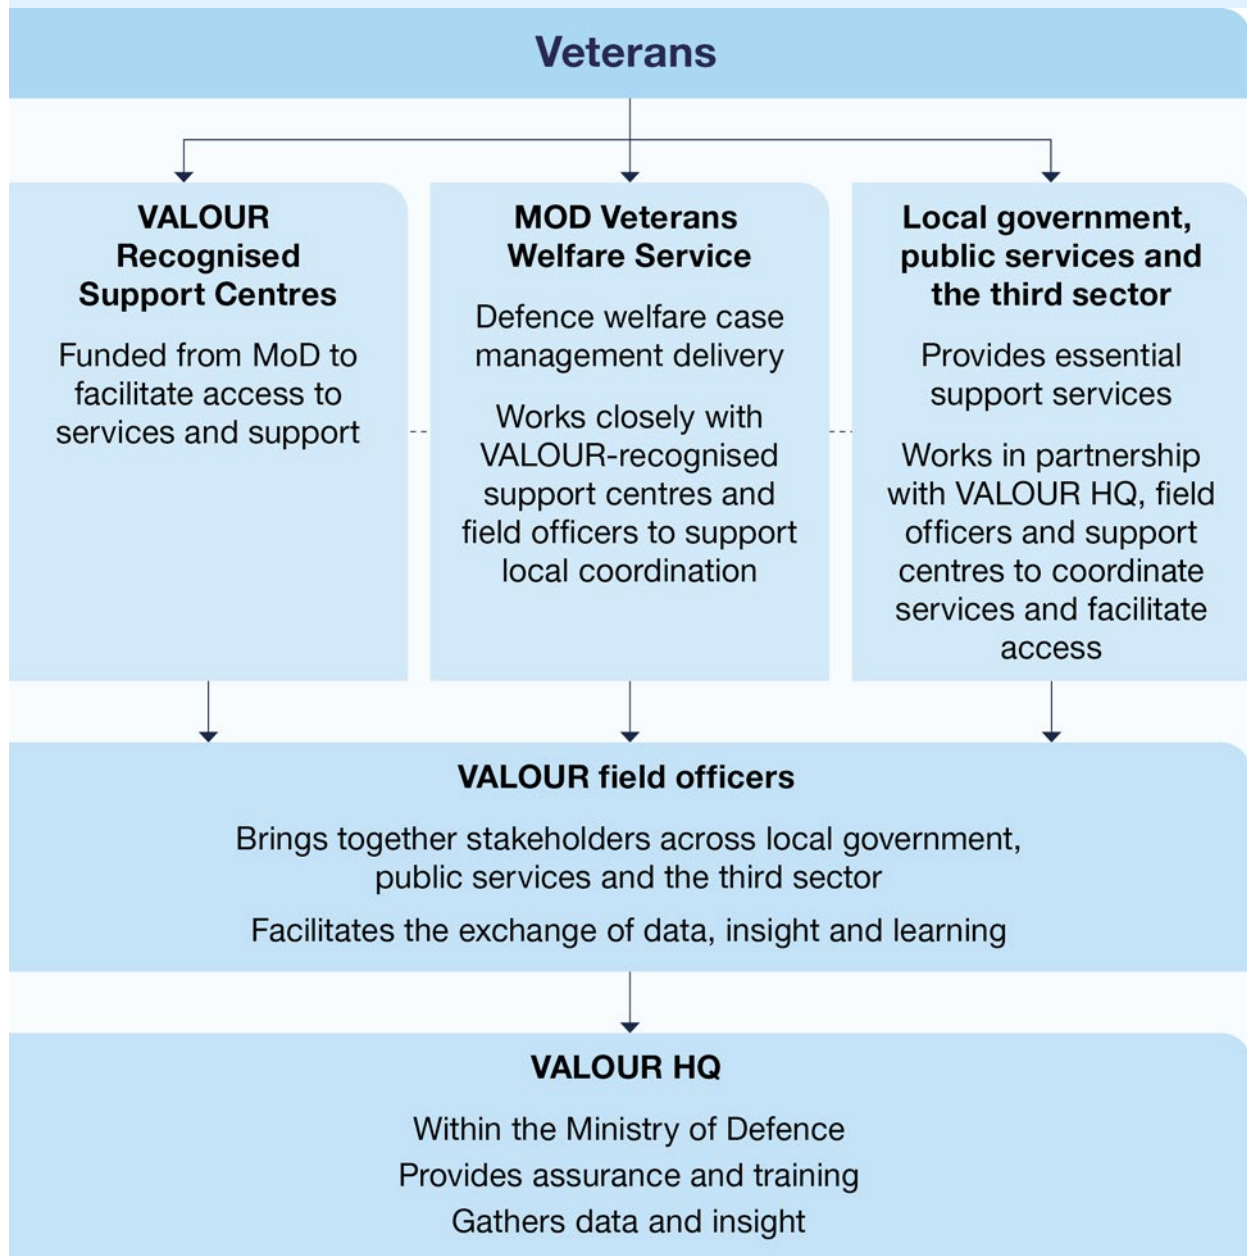 Veterans
VALOUR
Recognised
Support Centres
Funded from MoD to
facilitate access to
services and support
MOD Veterans
Welfare Service
Defence welfare case
management delivery
Works closely with
VALOUR-recognised
support centres and
field officers to support
local coordination
Local government,
public services and
the third sector
Provides essential
support services
Works in partnership
with VALOUR HQ, field
officers and support
centres to coordinate
services and facilitate
access
VALOUR field officers
Brings together stakeholders across local government,
public services and the third sector
Facilitates the exchange of data, insight and learning
VALOUR HQ
Within the Ministry of Defence
Provides assurance and training
Gathers data and insight